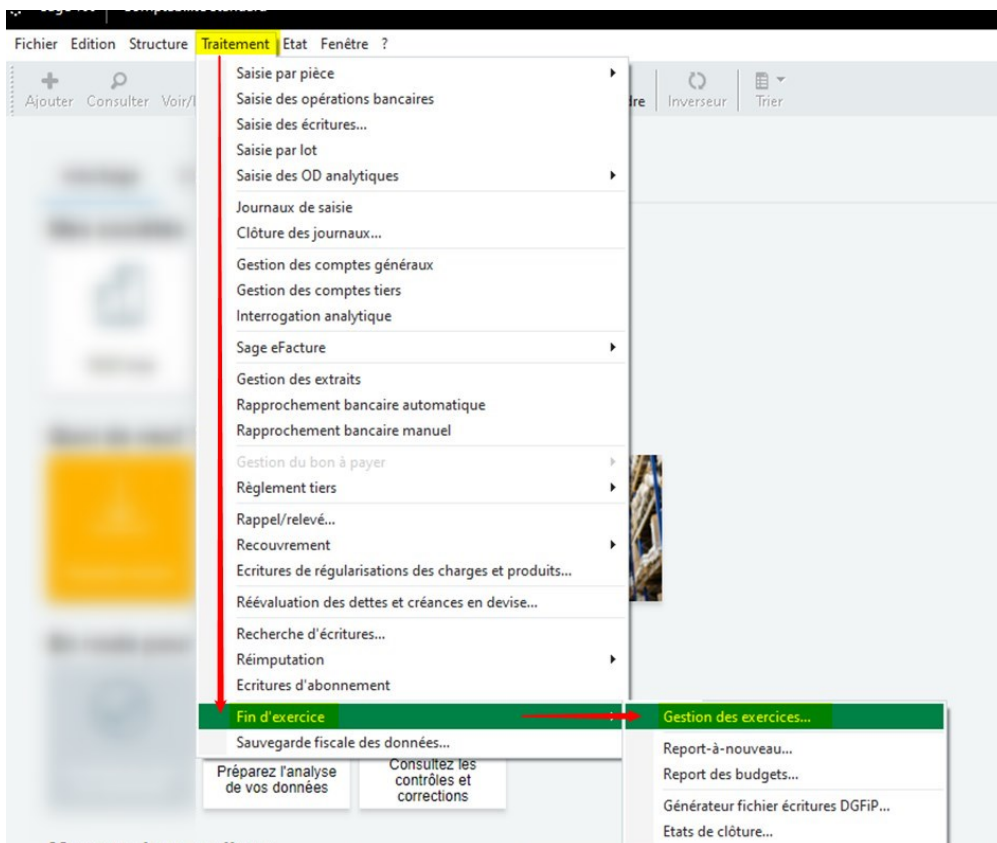 Fichier Edition Structure Traitement Etat Fenêtre ?
Ajouter Consulter Voir/ Inverseur Trier
Saisie par pièce
Saisie des opérations bancaires
Saisie des écritures...
Saisie par lot
Saisie des OD analytiques
Journaux de saisie
Clôture des journaux...
Gestion des comptes généraux
Gestion des comptes tiers
Interrogation analytique
Sage eFacture
Gestion des extraits
Rapprochement bancaire automatique
Rapprochement bancaire manuel
Gestion du bon à payer
Règlement tiers
Rappel/relevé...
Recouvrement
Ecritures de régularisations des charges et produits...
Réévaluation des dettes et créances en devise...
Recherche d'écritures...
Réimputation
Ecritures d'abonnement
Fin d'exercice
Sauvegarde fiscale des données...
Gestion des exercices...
Report-à-nouveau...
Report des budgets...
Générateur fichier écritures DGFiP...
Etats de clôture...
Préparez l'analyse
de vos données
Consultez les
contrôles et
corrections